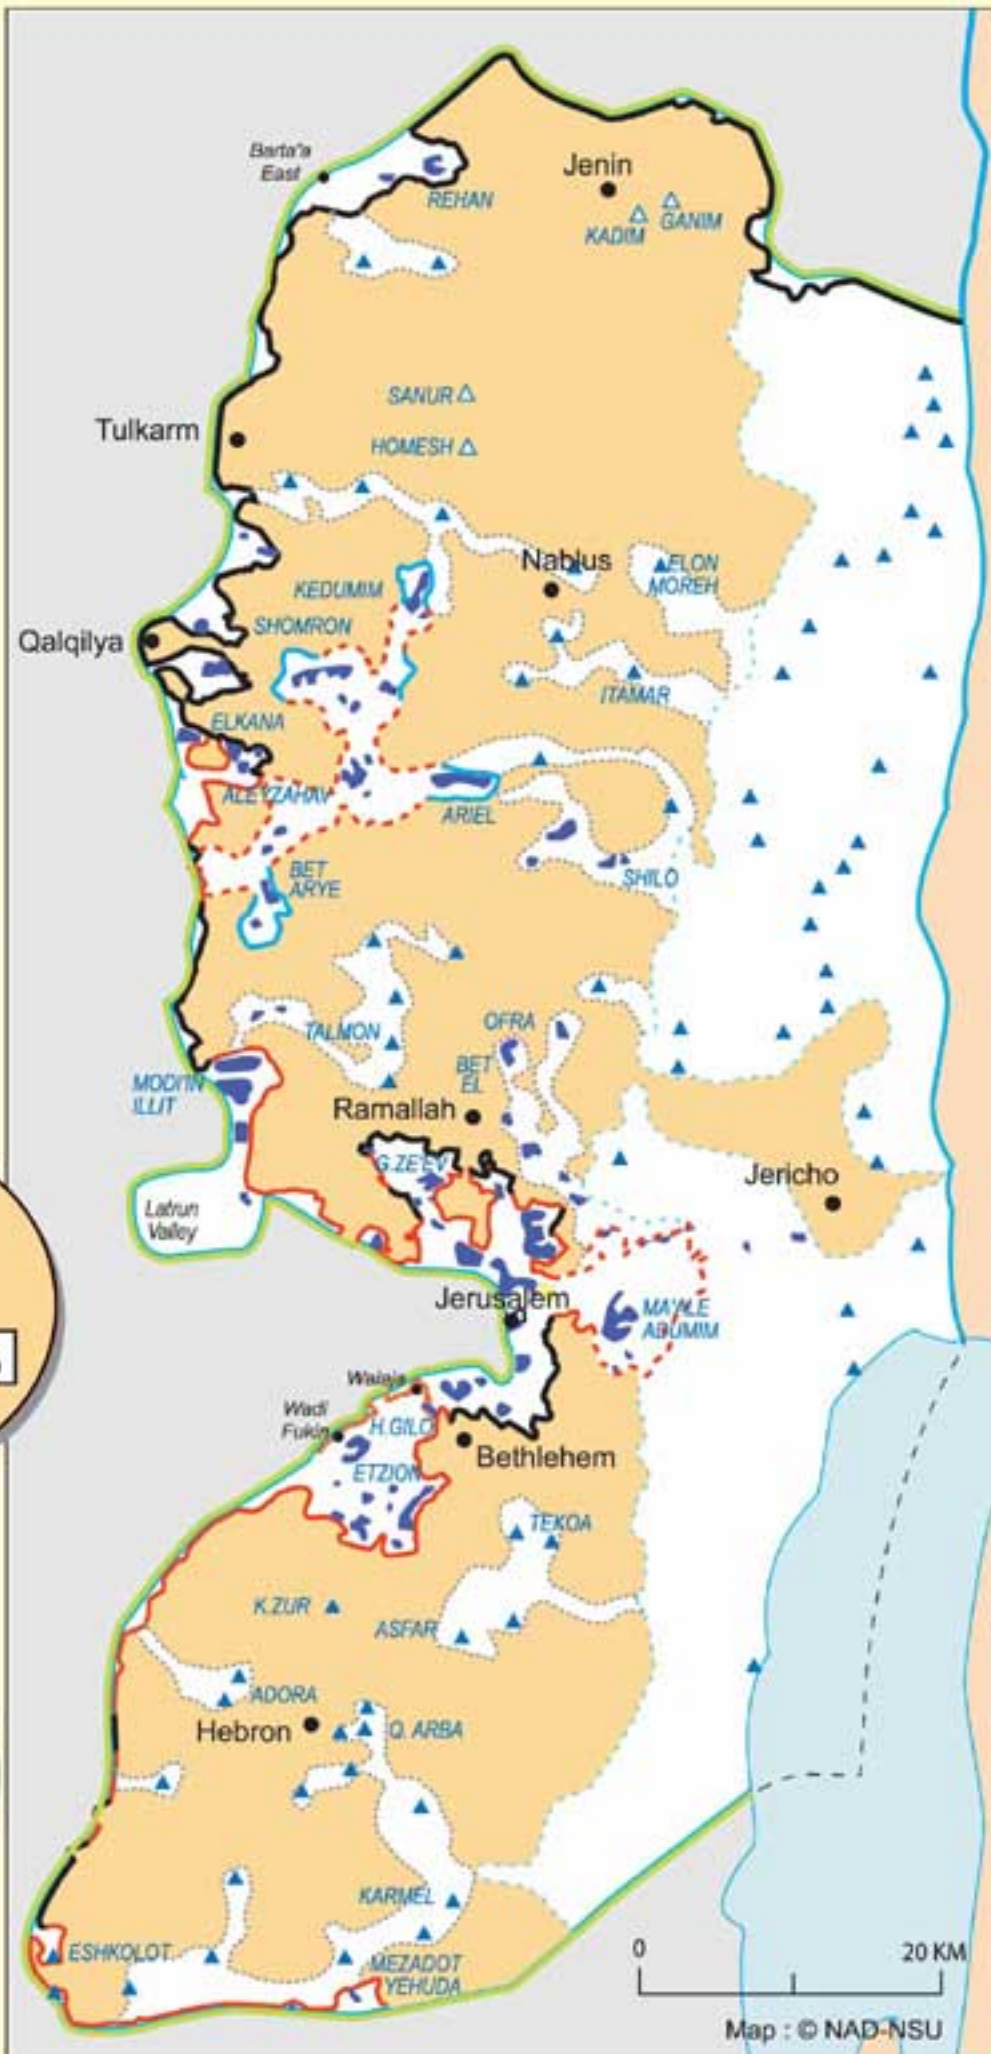 Barta'a
East
Jenin
REHAN
KADIM
GANIM
SANUR
HOMESH
Tulkarm
Nablus
ELON
MOREH
KEDUMIM
SHOMRON
Qalqilya
ITAMAR
ELKANA
ALEYZAHAV
ARIEL
BET
ARYE
SHILO
TALMON
OFRA
BET
EL
MODI'IN
ILLIT
Ramallah
G.ZE'EV
Jericho
Latrun
Valley
Jerusalem
MA'ALE
ADUMIM
Walaja
Wadi
Fukin
H.GILO
Bethlehem
ETZION
TEKOA
K.ZUR
ASFAR
ADORA
Hebron
Q. ARBA
KARMEL
ESHKOLOT
MEZADOT
YEHUDA
0 20 KM
Map : © NAD-NSU